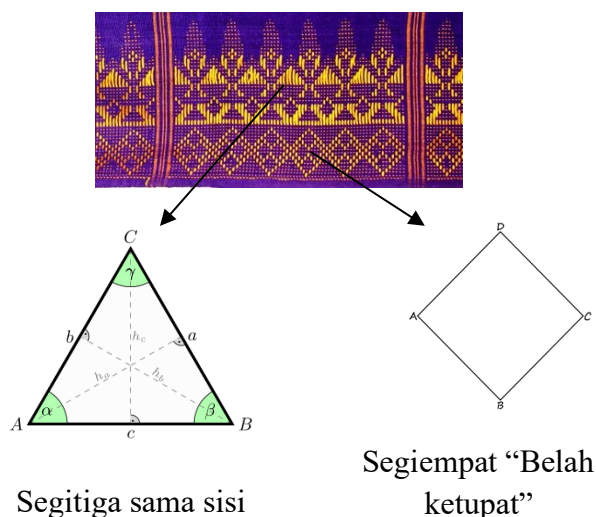 C
γ
b
a
h_c
h_a
h_b
α
β
A
B
c
D
A
C
B
Segitiga sama sisi
Segiempat “Belah
ketupat”